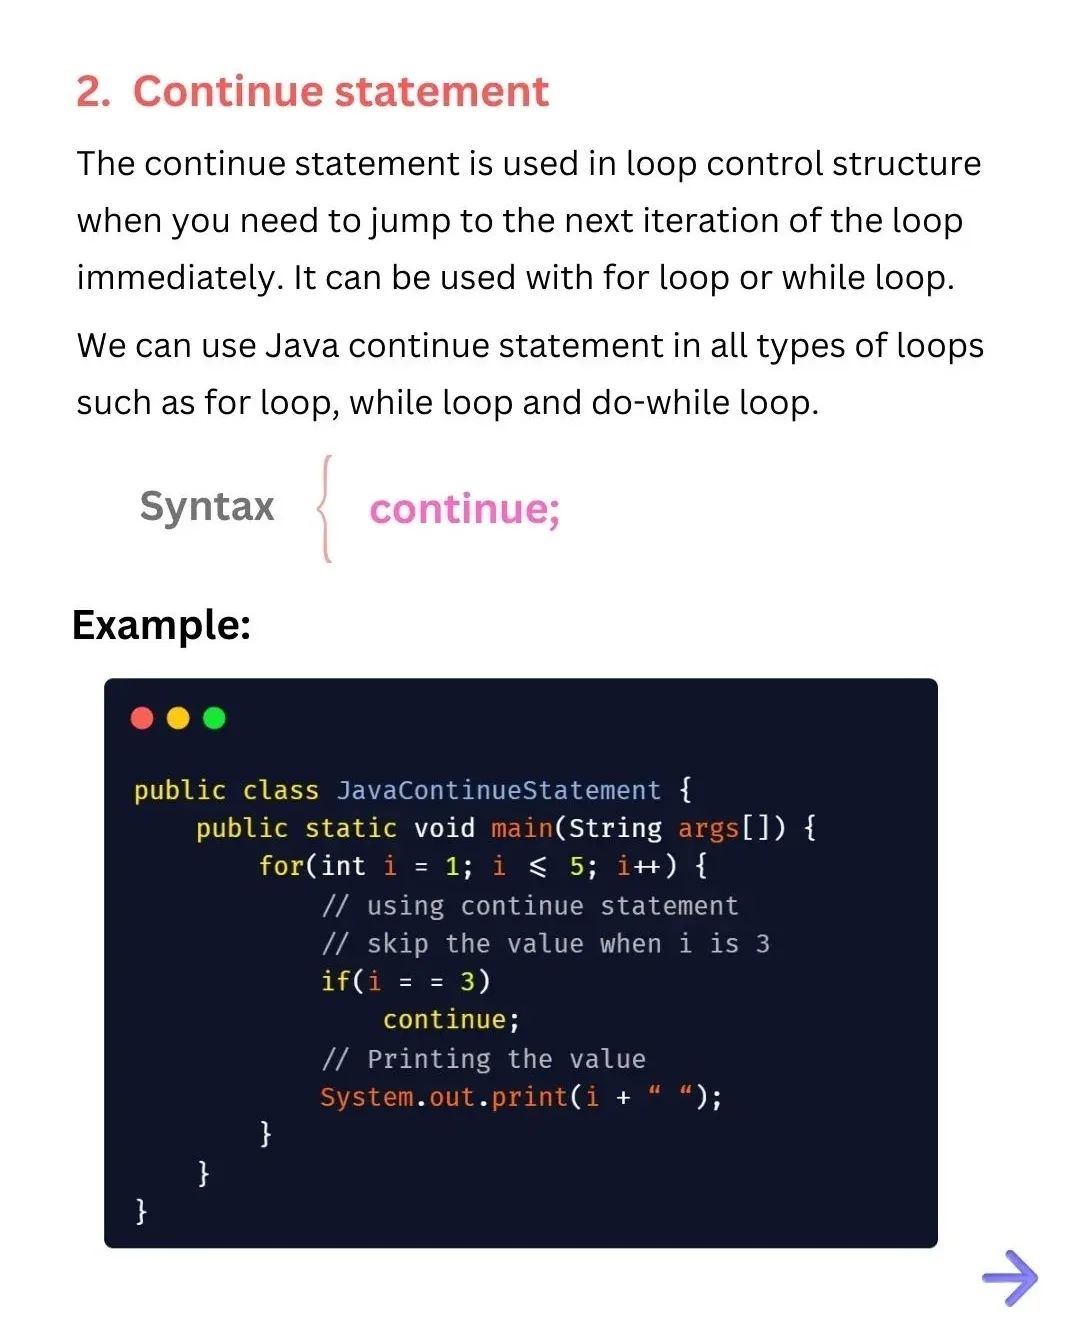 2. Continue statement
The continue statement is used in loop control structure
when you need to jump to the next iteration of the loop
immediately. It can be used with for loop or while loop.
We can use Java continue statement in all types of loops
such as for loop, while loop and do-while loop.
Syntax { continue;
Example:
public class JavaContinueStatement {
    public static void main(String args[]) {
        for(int i = 1; i ⩽ 5; i++) {
            // using continue statement
            // skip the value when i is 3
            if(i = = 3)
                continue;
            // Printing the value
            System.out.print(i + “ “);
        }
    }
}